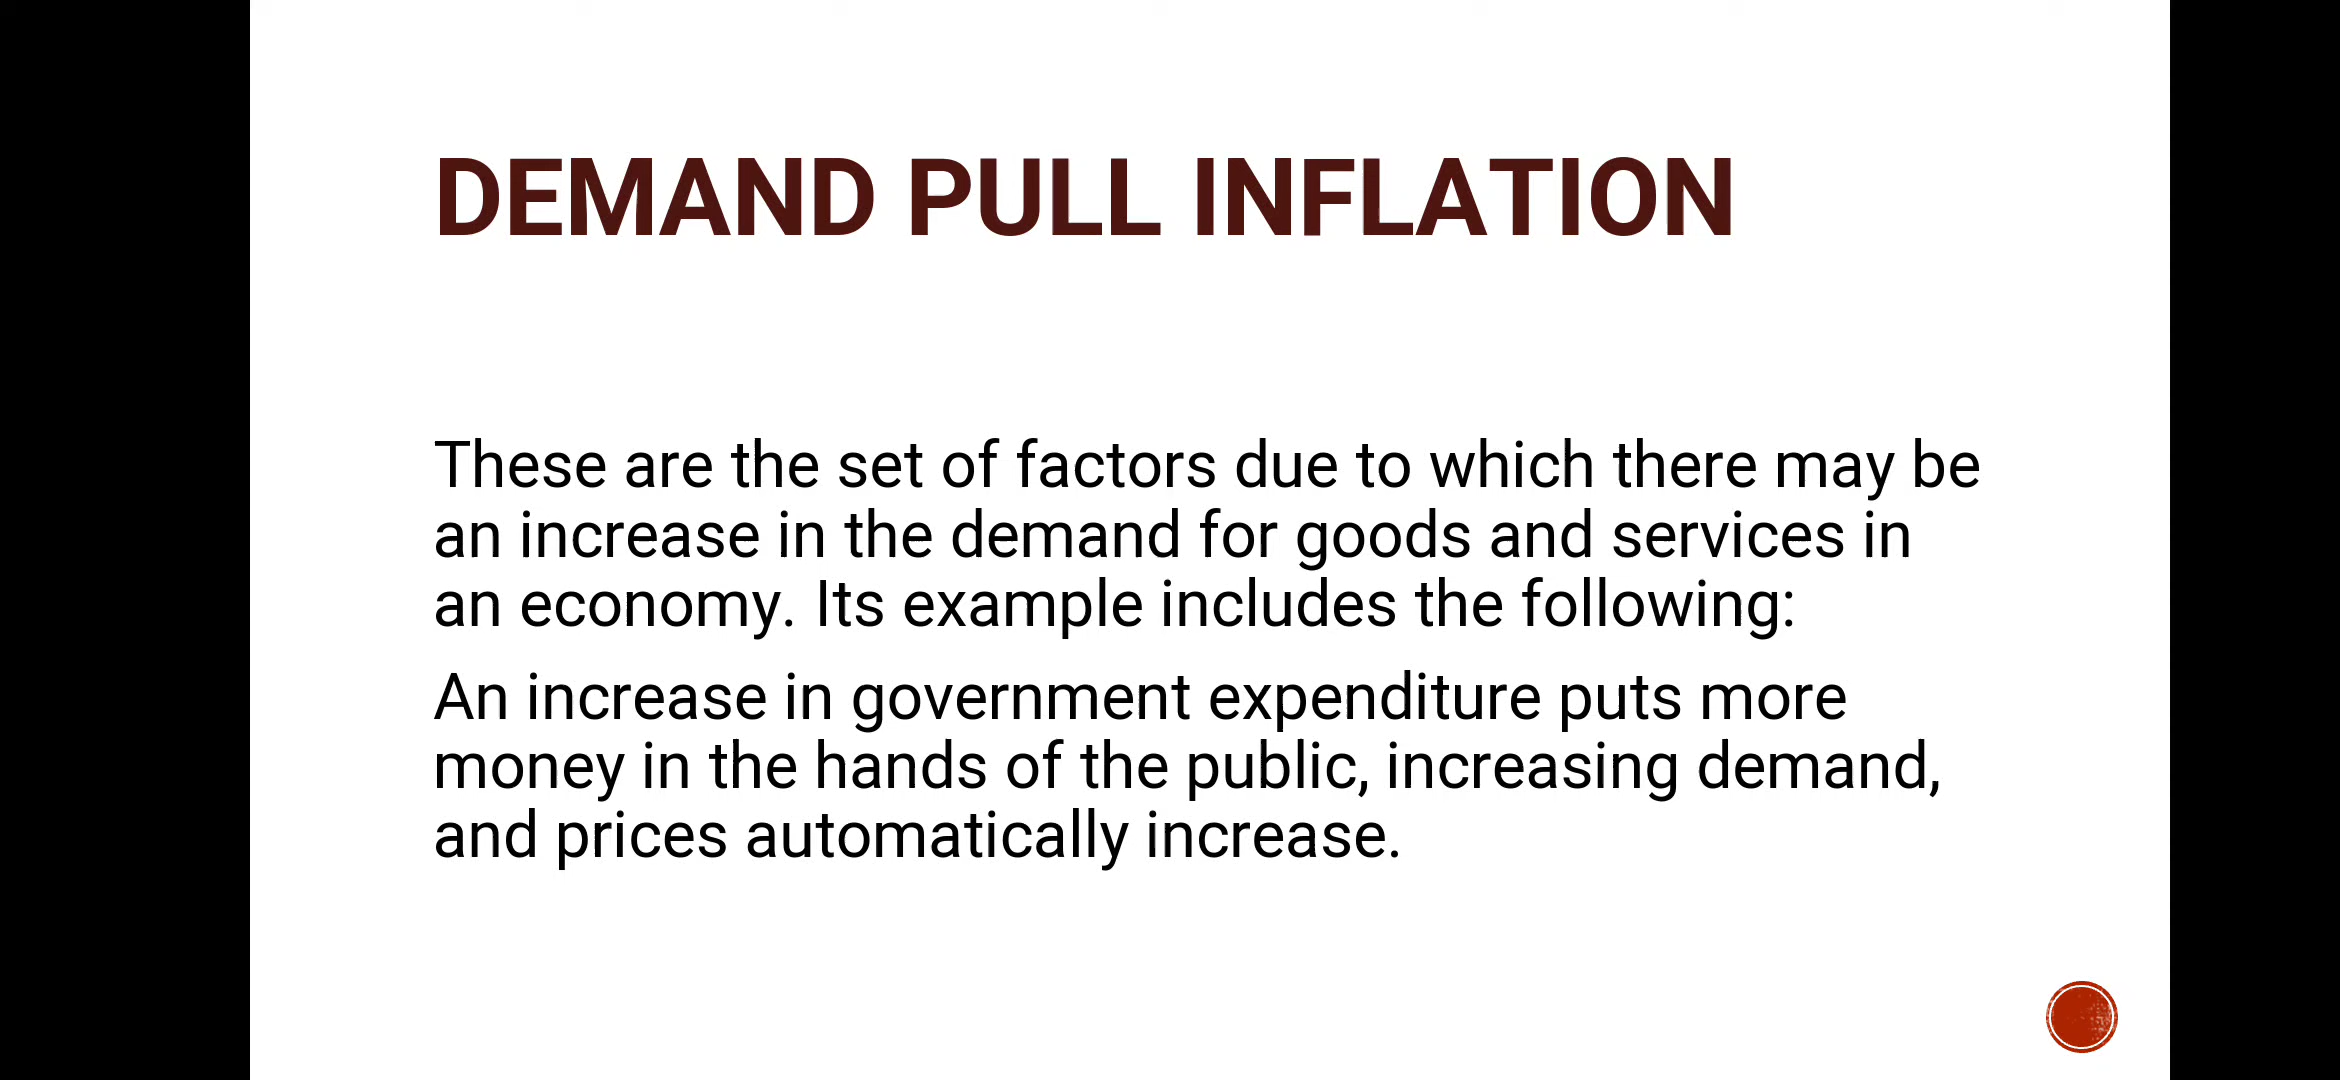 DEMAND PULL INFLATION
These are the set of factors due to which there may be
an increase in the demand for goods and services in
an economy. Its example includes the following:
An increase in government expenditure puts more
money in the hands of the public, increasing demand,
and prices automatically increase.